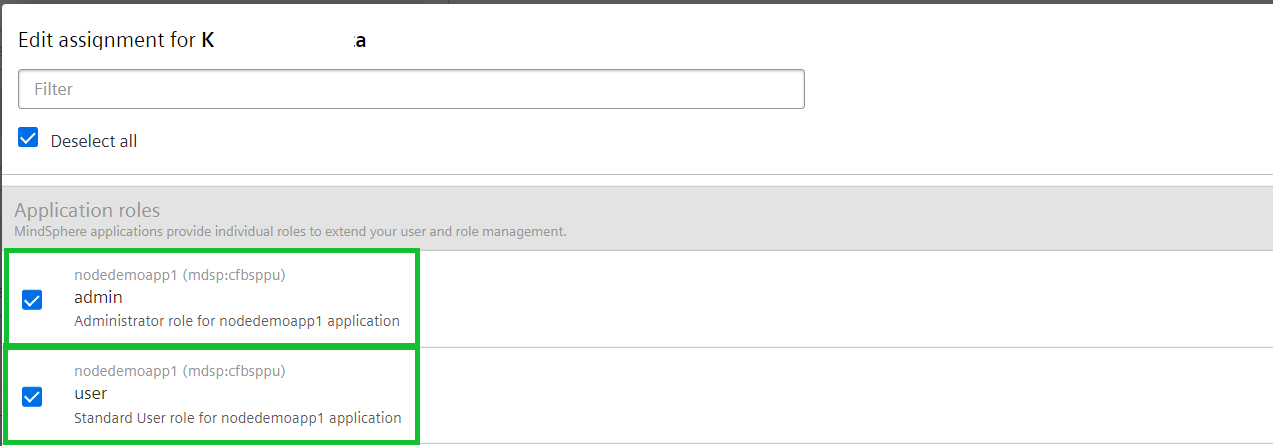 Edit assignment for K a
Filter
Deselect all
Application roles
MindSphere applications provide individual roles to extend your user and role management.
nodedemoapp1 (mdsp:cfbsppu)
admin
Administrator role for nodedemoapp1 application
nodedemoapp1 (mdsp:cfbsppu)
user
Standard User role for nodedemoapp1 application